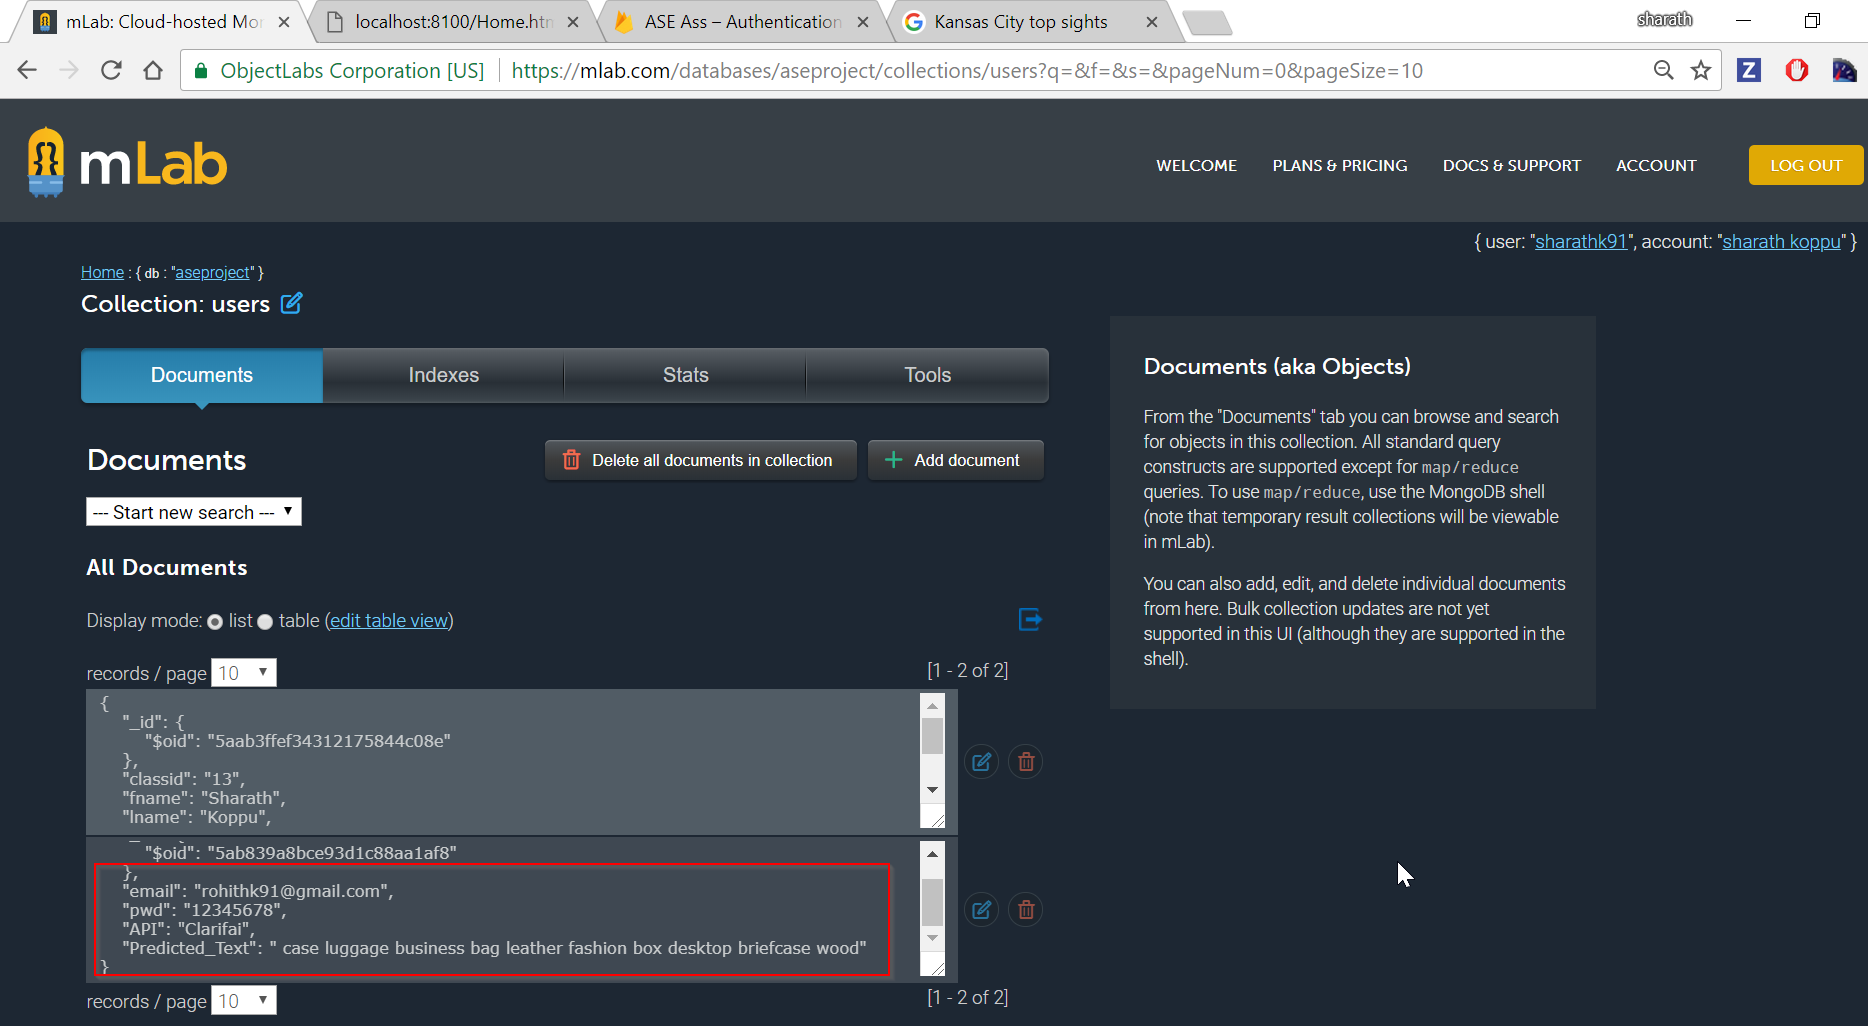 mLab: Cloud-hosted Mon
localhost:8100/Home.htm
ASE Ass – Authentication
Kansas City top sights
sharath
ObjectLabs Corporation [US]
https://mlab.com/databases/aseproject/collections/users?q=&f=&s=&pageNum=0&pageSize=10
Z
mLab
WELCOME
PLANS & PRICING
DOCS & SUPPORT
ACCOUNT
LOG OUT
{ user: "sharathk91", account: "sharath koppu" }
Home : { db : "aseproject" }
Collection: users
Documents
Indexes
Stats
Tools
Documents
Delete all documents in collection
Add document
--- Start new search ---
All Documents
Display mode: list table (edit table view)
records / page 10
[1 - 2 of 2]
{
"_id": {
"$oid": "5aab3ffef34312175844c08e"
},
"classid": "13",
"fname": "Sharath",
"lname": "Koppu",
"$oid": "5ab839a8bce93d1c88aa1af8"
},
"email": "rohithk91@gmail.com",
"pwd": "12345678",
"API": "Clarifai",
"Predicted_Text": " case luggage business bag leather fashion box desktop briefcase wood"
}
records / page 10
[1 - 2 of 2]
Documents (aka Objects)
From the "Documents" tab you can browse and search
for objects in this collection. All standard query
constructs are supported except for map/reduce
queries. To use map/reduce, use the MongoDB shell
(note that temporary result collections will be viewable
in mLab).
You can also add, edit, and delete individual documents
from here. Bulk collection updates are not yet
supported in this UI (although they are supported in the
shell).